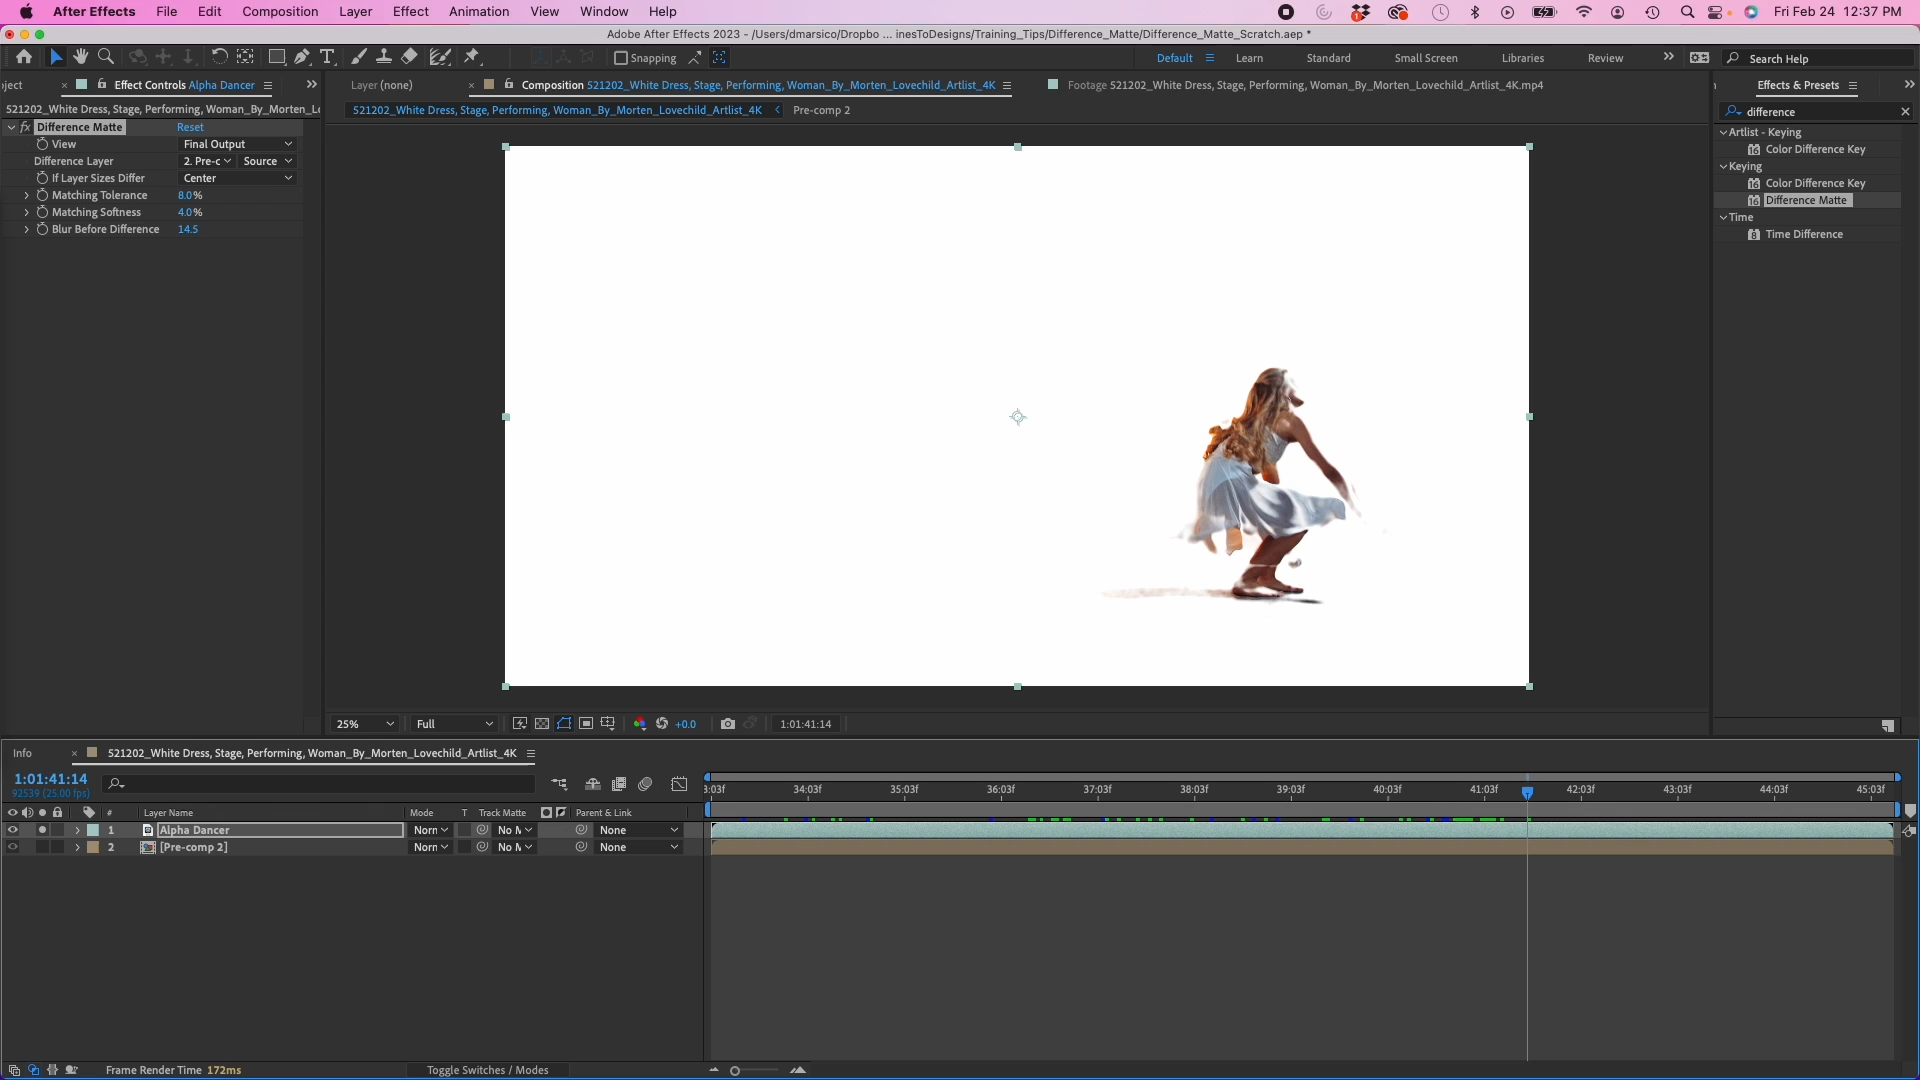 After Effects File Edit Composition Layer Effect Animation View Window Help Fri Feb 24 12:37 PM
Adobe After Effects 2023 - /Users/dmarsico/Dropbo ... inesToDesigns/Training_Tips/Difference_Matte/Difference_Matte_Scratch.aep *
Snapping Default Learn Standard Small Screen Libraries Review Search Help
oject Effect Controls Alpha Dancer Layer (none) Composition 521202_White Dress, Stage, Performing, Woman_By_Morten_Lovechild_Artlist_4K Footage 521202_White Dress, Stage, Performing, Woman_By_Morten_Lovechild_Artlist_4K.mp4 Effects & Presets
521202_White Dress, Stage, Performing, Woman_By_Morten_Lo 521202_White Dress, Stage, Performing, Woman_By_Morten_Lovechild_Artlist_4K Pre-comp 2 difference
Difference Matte Reset
View Final Output
Difference Layer 2. Pre-c Source
If Layer Sizes Differ Center
Matching Tolerance 8.0%
Matching Softness 4.0%
Blur Before Difference 14.5
Artlist - Keying
Color Difference Key
Keying
Color Difference Key
Difference Matte
Time
Time Difference
25% Full +0.0 1:01:41:14
Info 521202_White Dress, Stage, Performing, Woman_By_Morten_Lovechild_Artlist_4K
1:01:41:14
92539 (25.00 fps)
3:03f 34:03f 35:03f 36:03f 37:03f 38:03f 39:03f 40:03f 41:03f 42:03f 43:03f 44:03f 45:03f
# Layer Name Mode T Track Matte Parent & Link
1 Alpha Dancer Norn No M None
2 [Pre-comp 2] Norn No M None
Frame Render Time 172ms Toggle Switches / Modes